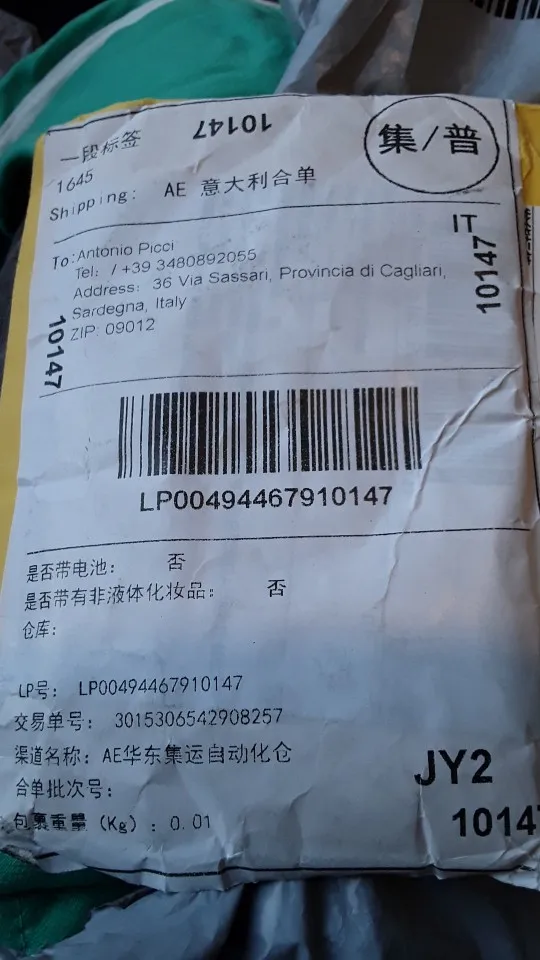 一段标签
10147
集/普
1645
Shipping: AE 意大利合单
IT
10147
To:Antonio Picci
Tel: / +39 3480892055
Address: 36 Via Sassari, Provincia di Cagliari,
Sardegna, Italy
ZIP: 09012
10147
LP00494467910147
是否带电池: 否
是否带有非液体化妆品: 否
仓库:
LP号: LP00494467910147
交易单号: 3015306542908257
渠道名称: AE华东集运自动化仓
合单批次号:
包裹重量 (Kg) : 0.01
JY2
1014